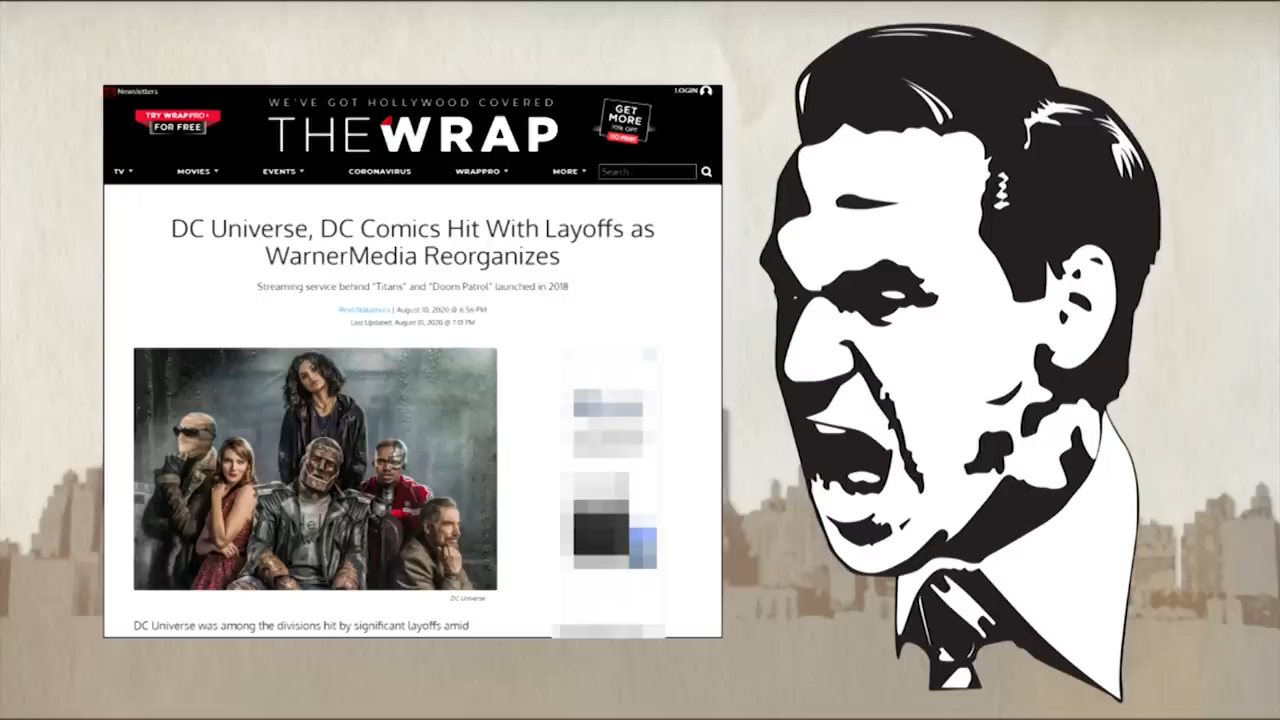 Newsletters
LOGIN
TRY WRAPPRO+
FOR FREE
WE'VE GOT HOLLYWOOD COVERED
THE WRAP
GET
MORE
TV
MOVIES
EVENTS
CORONAVIRUS
WRAPPRO
MORE
Search...
DC Universe, DC Comics Hit With Layoffs as
WarnerMedia Reorganizes
Streaming service behind "Titans" and "Doom Patrol" launched in 2018
| August 10, 2020 @ 6:56 PM
Last Updated: August 10, 2020 @ 7:01 PM
DC Universe
DC Universe was among the divisions hit by significant layoffs amid